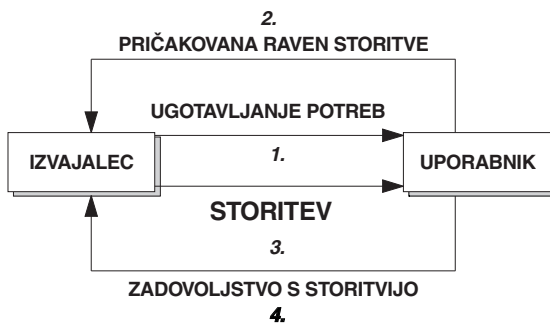 2.
PRIČAKOVANA RAVEN STORITVE
UGOTAVLJANJE POTREB
1.
IZVAJALEC
UPORABNIK
STORITEV
3.
ZADOVOLJSTVO S STORITVIJO
4.